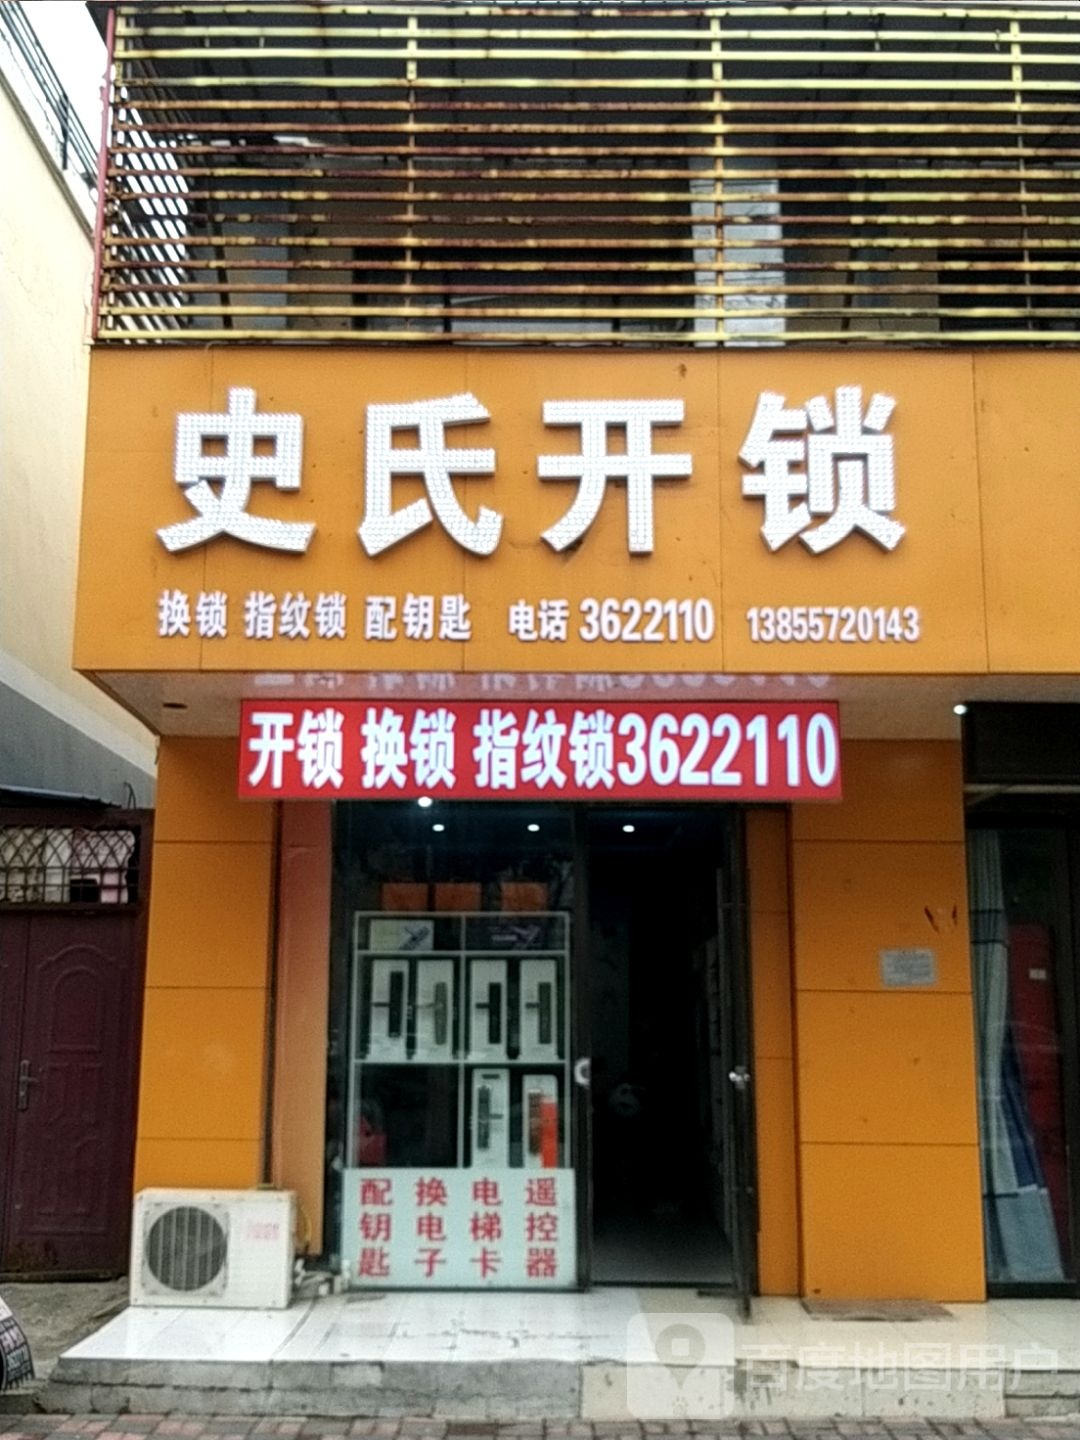 史氏开锁
换锁 指纹锁 配钥匙 电话 3622110 13855720143
开锁 换锁 指纹锁3622110
配钥匙
换电子
电梯卡
遥控器
百度地图用户